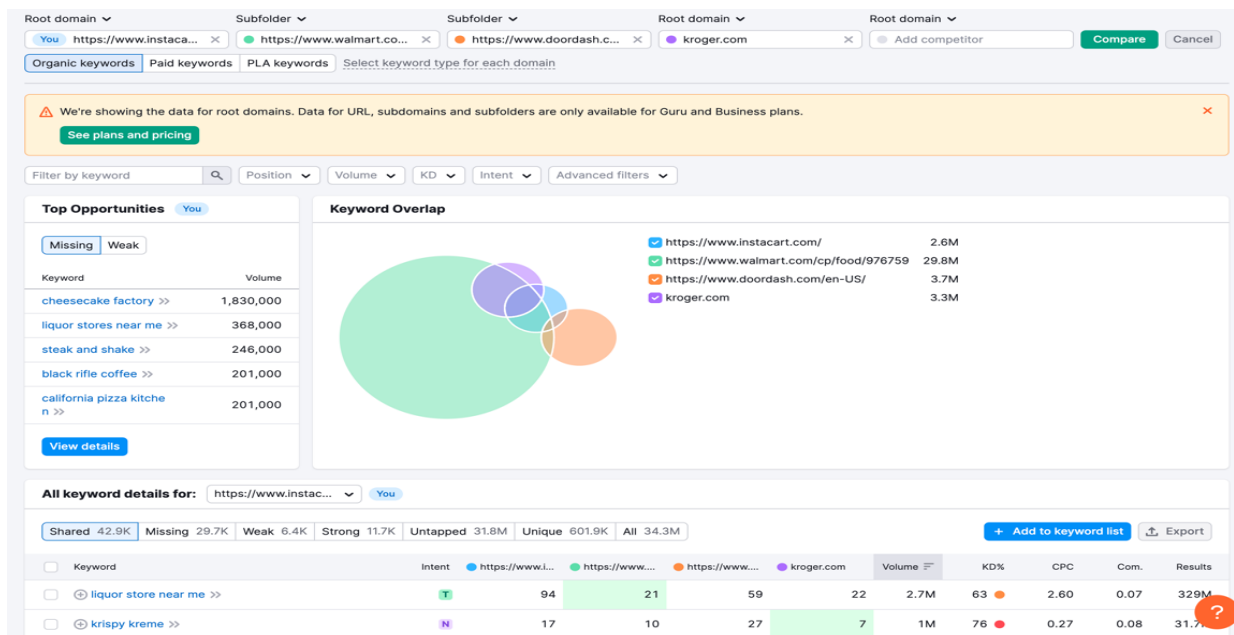 Root domain Subfolder Subfolder Root domain Root domain
You https://www.instaca... https://www.walmart.co... https://www.doordash.c... kroger.com Add competitor Compare Cancel
Organic keywords Paid keywords PLA keywords Select keyword type for each domain
We're showing the data for root domains. Data for URL, subdomains and subfolders are only available for Guru and Business plans.
See plans and pricing
Filter by keyword Position Volume KD Intent Advanced filters
Top Opportunities You
Missing Weak
Keyword Volume
cheesecake factory >> 1,830,000
liquor stores near me >> 368,000
steak and shake >> 246,000
black rifle coffee >> 201,000
california pizza kitche
n >> 201,000
View details
Keyword Overlap
https://www.instacart.com/ 2.6M
https://www.walmart.com/cp/food/976759 29.8M
https://www.doordash.com/en-US/ 3.7M
kroger.com 3.3M
All keyword details for: https://www.instac... You
Shared 42.9K Missing 29.7K Weak 6.4K Strong 11.7K Untapped 31.8M Unique 601.9K All 34.3M + Add to keyword list Export
Keyword Intent https://www.i... https://www.... https://www.... kroger.com Volume KD% CPC Com. Results
liquor store near me >> T 94 21 59 22 2.7M 63 2.60 0.07 329M
krispy kreme >> N 17 10 27 7 1M 76 0.27 0.08 31.7
?